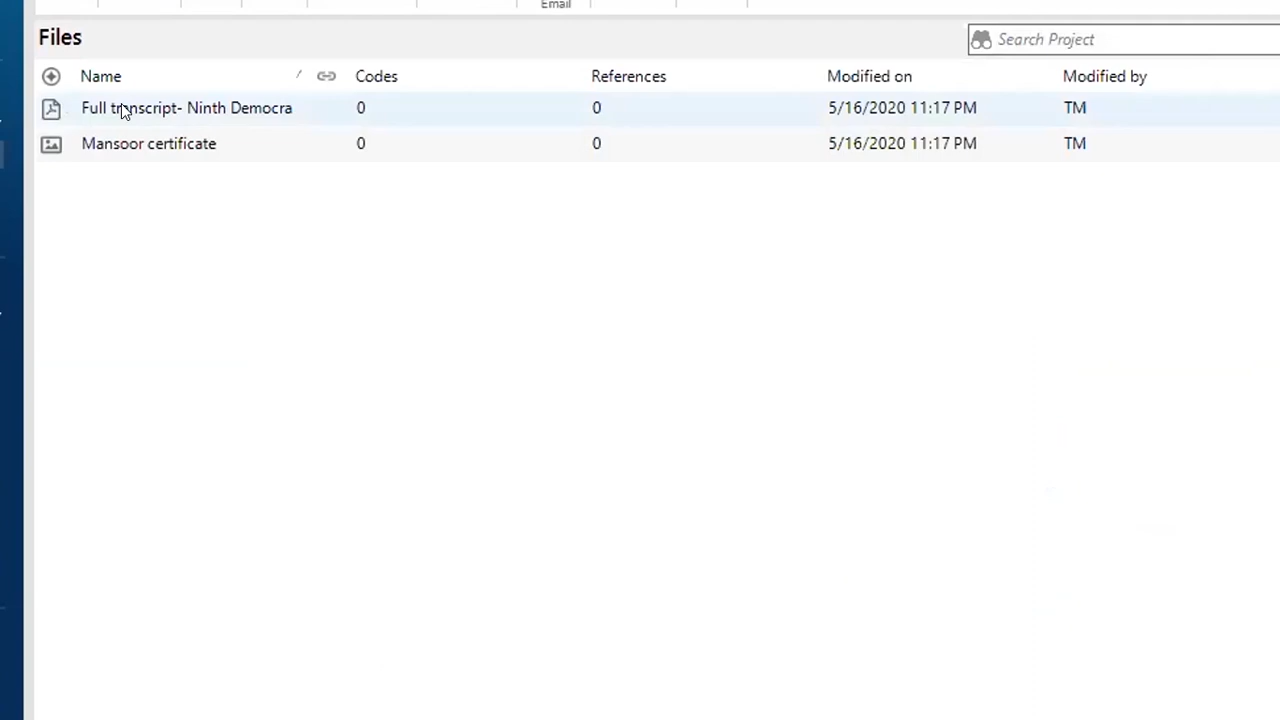 Email
Files
Search Project
Name Codes References Modified on Modified by
Full transcript- Ninth Democra 0 0 5/16/2020 11:17 PM TM
Mansoor certificate 0 0 5/16/2020 11:17 PM TM